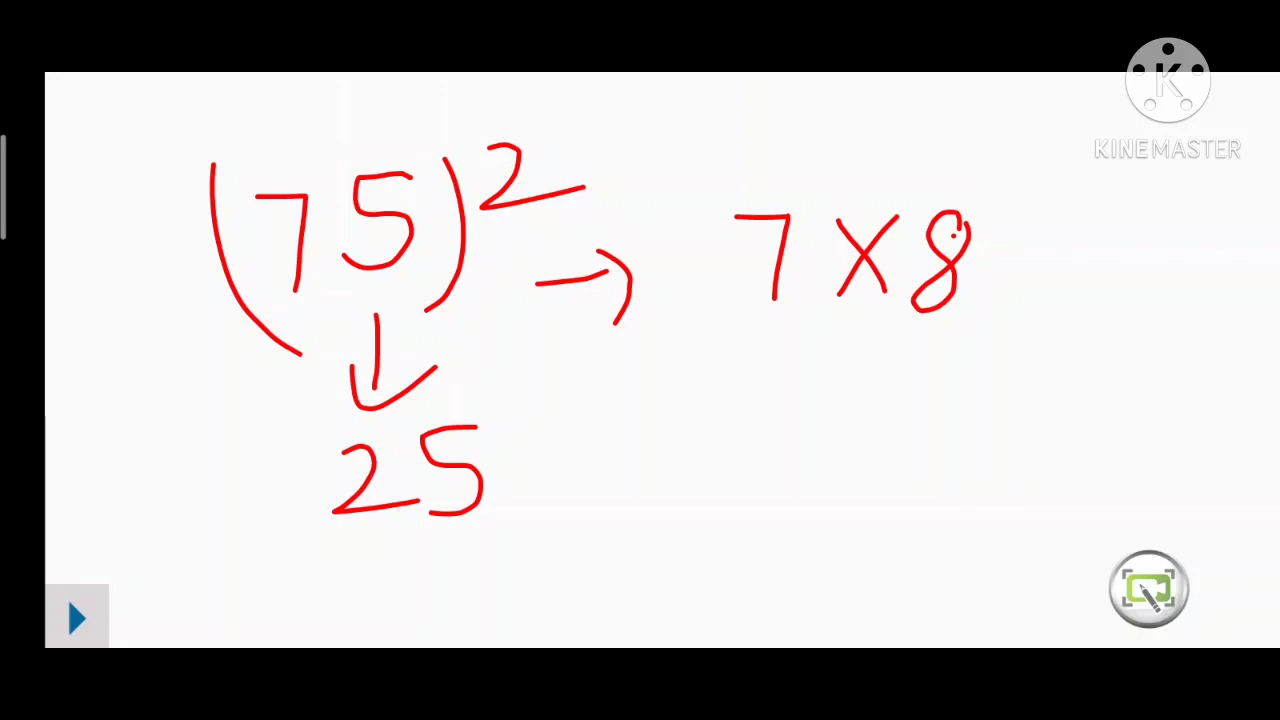 (75)² → 7 × 8
↓
25
K
KINEMASTER